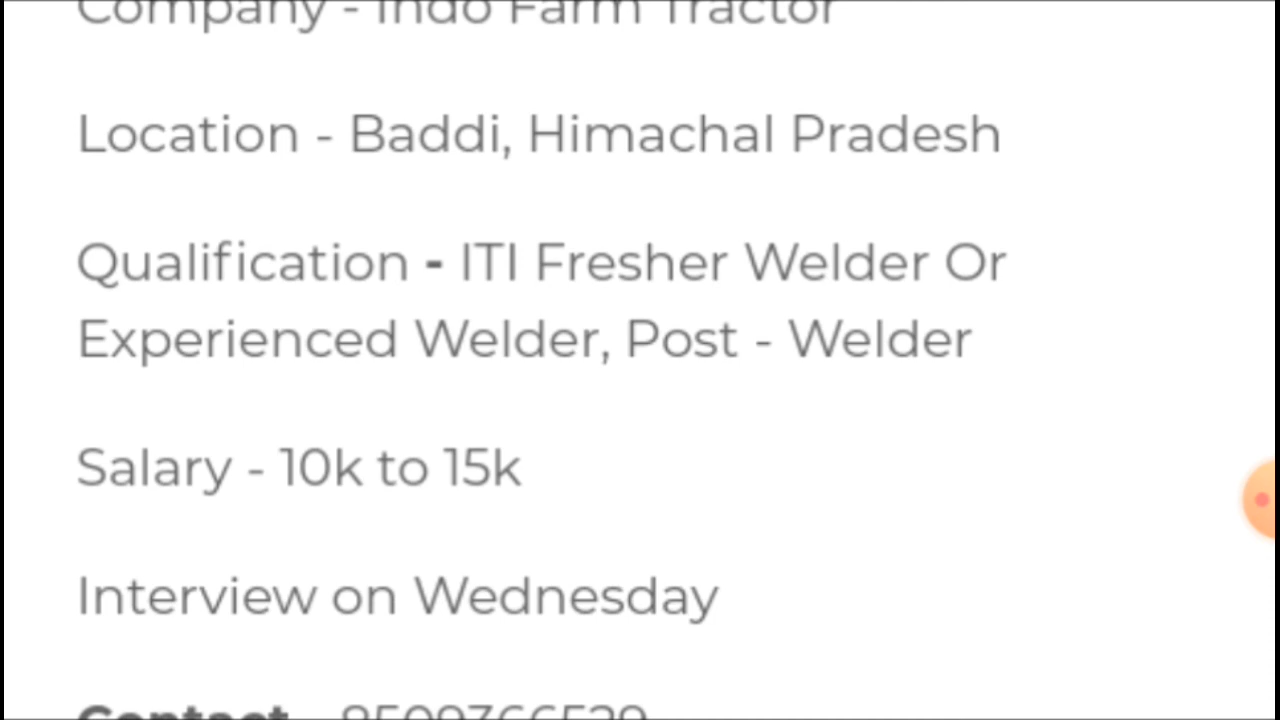 Company - Indo Farm Tractor
Location - Baddi, Himachal Pradesh
Qualification - ITI Fresher Welder Or
Experienced Welder, Post - Welder
Salary - 10k to 15k
Interview on Wednesday
Contact